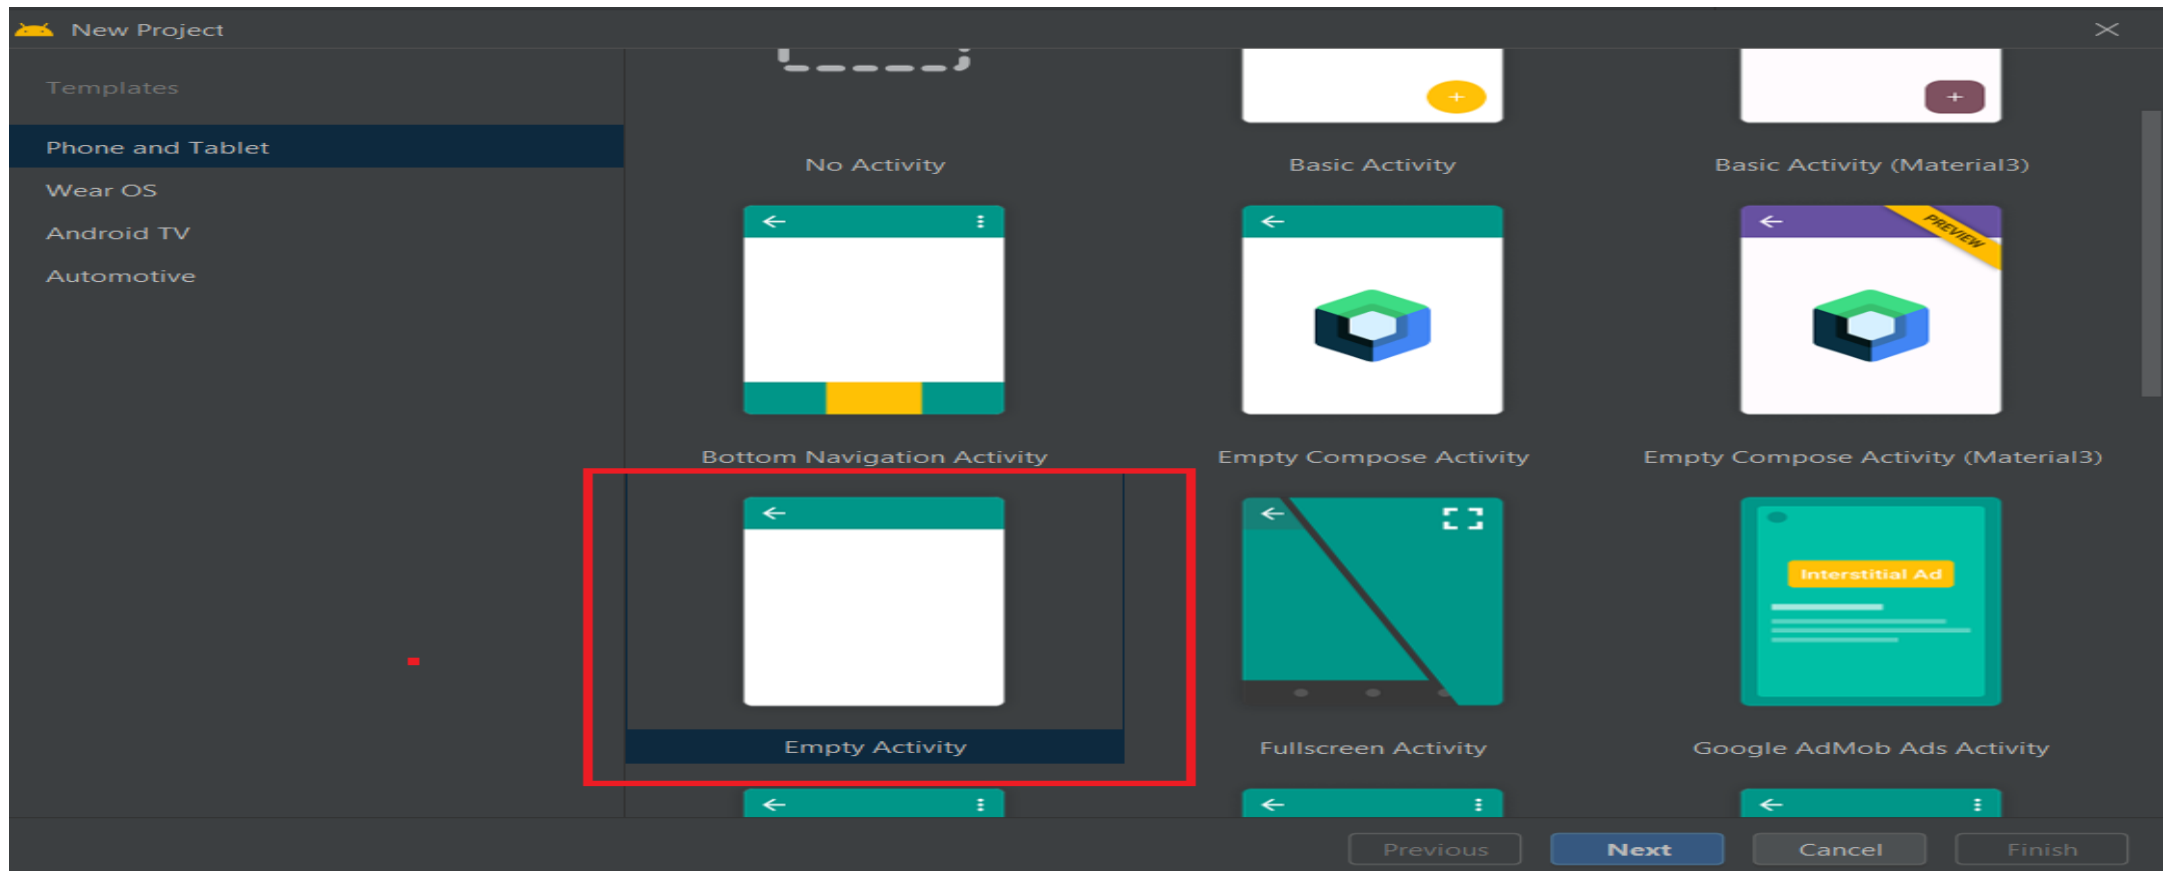 New Project
Templates
Phone and Tablet
Wear OS
Android TV
Automotive
No Activity
Basic Activity
Basic Activity (Material3)
PREVIEW
Bottom Navigation Activity
Empty Compose Activity
Empty Compose Activity (Material3)
Interstitial Ad
Empty Activity
Fullscreen Activity
Google AdMob Ads Activity
Previous
Next
Cancel
Finish